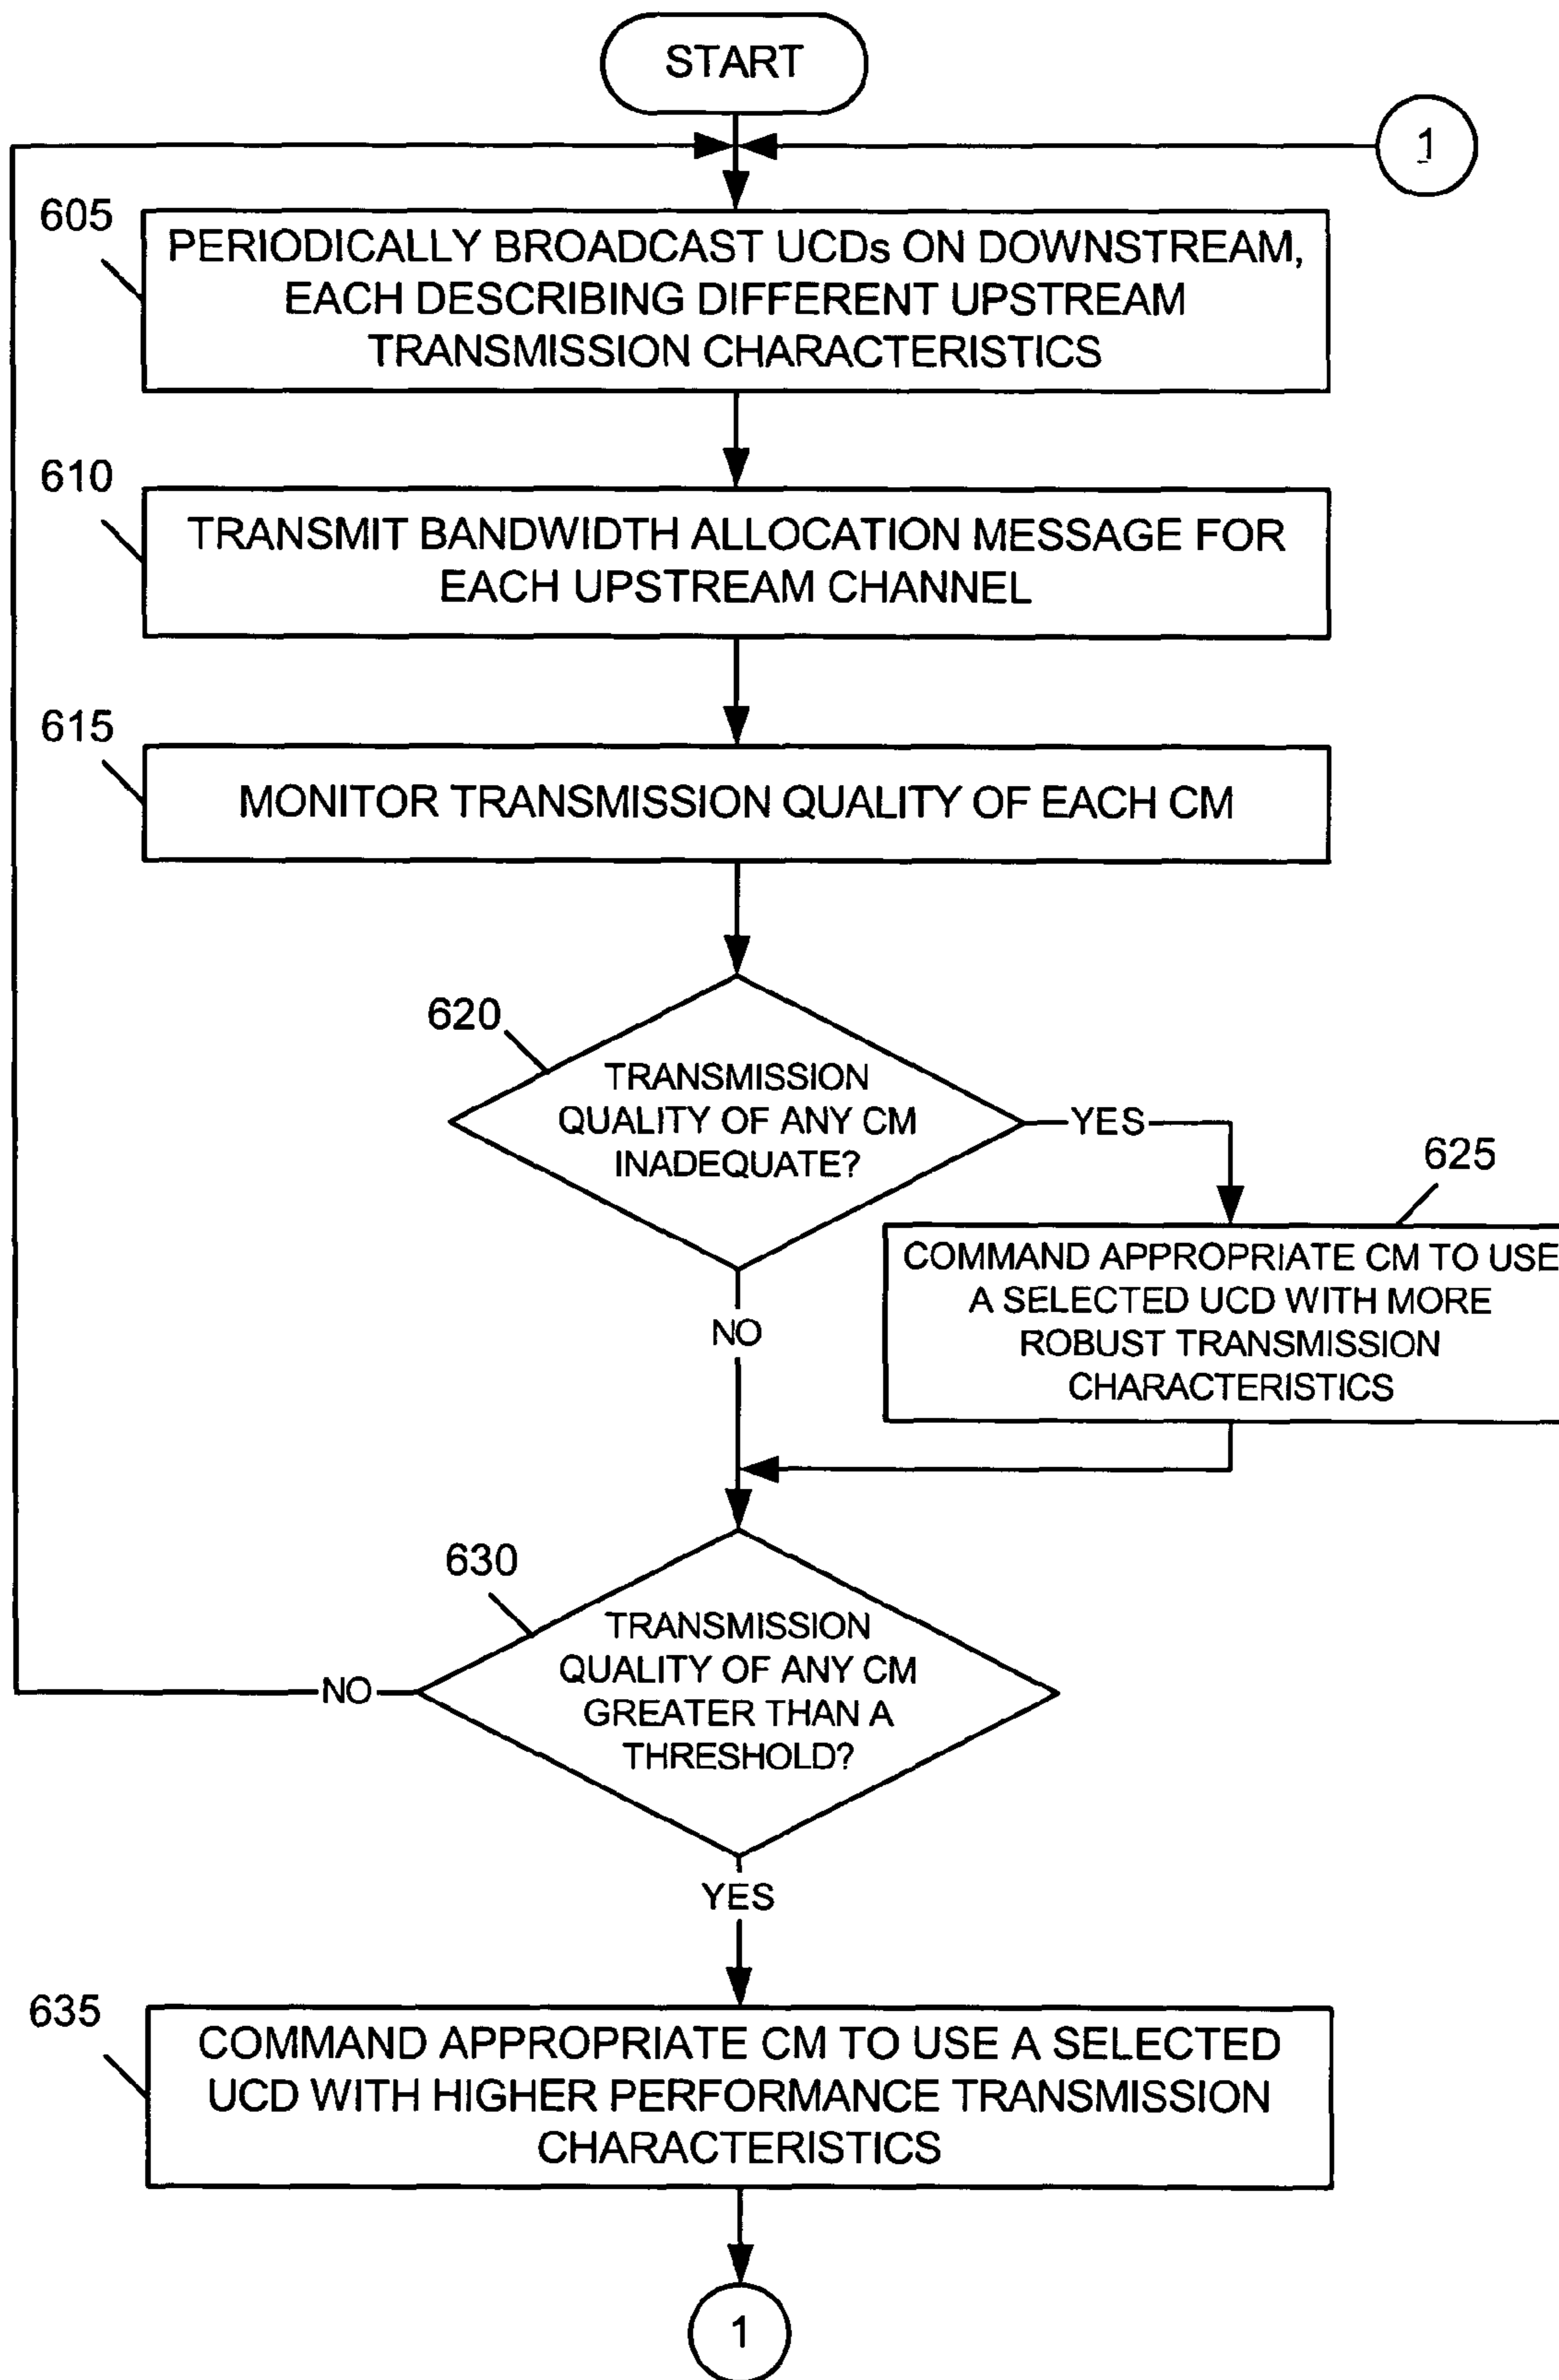 START
1
605
PERIODICALLY BROADCAST UCDs ON DOWNSTREAM,
EACH DESCRIBING DIFFERENT UPSTREAM
TRANSMISSION CHARACTERISTICS
610
TRANSMIT BANDWIDTH ALLOCATION MESSAGE FOR
EACH UPSTREAM CHANNEL
615
MONITOR TRANSMISSION QUALITY OF EACH CM
620
TRANSMISSION
QUALITY OF ANY CM
INADEQUATE?
YES
625
COMMAND APPROPRIATE CM TO USE
A SELECTED UCD WITH MORE
ROBUST TRANSMISSION
CHARACTERISTICS
NO
630
TRANSMISSION
QUALITY OF ANY CM
GREATER THAN A
THRESHOLD?
NO
YES
635
COMMAND APPROPRIATE CM TO USE A SELECTED
UCD WITH HIGHER PERFORMANCE TRANSMISSION
CHARACTERISTICS
1